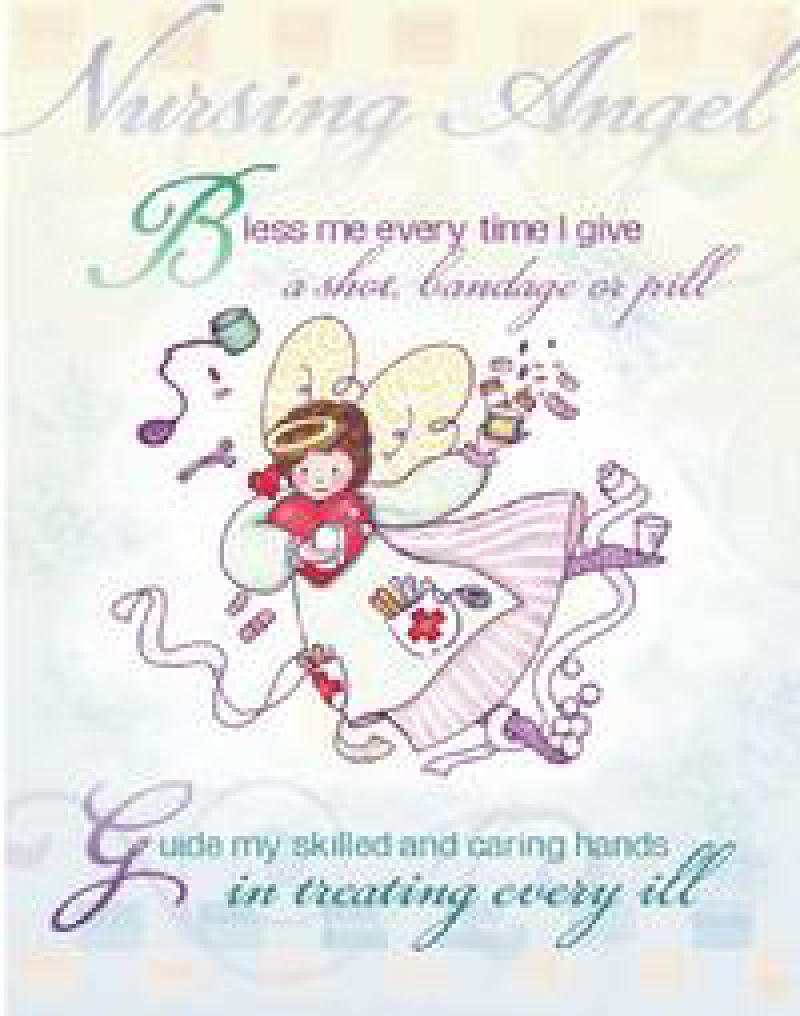 Nursing Angel
Bless me every time I give
a shot, bandage or pill
Guide my skilled and caring hands
in treating every ill